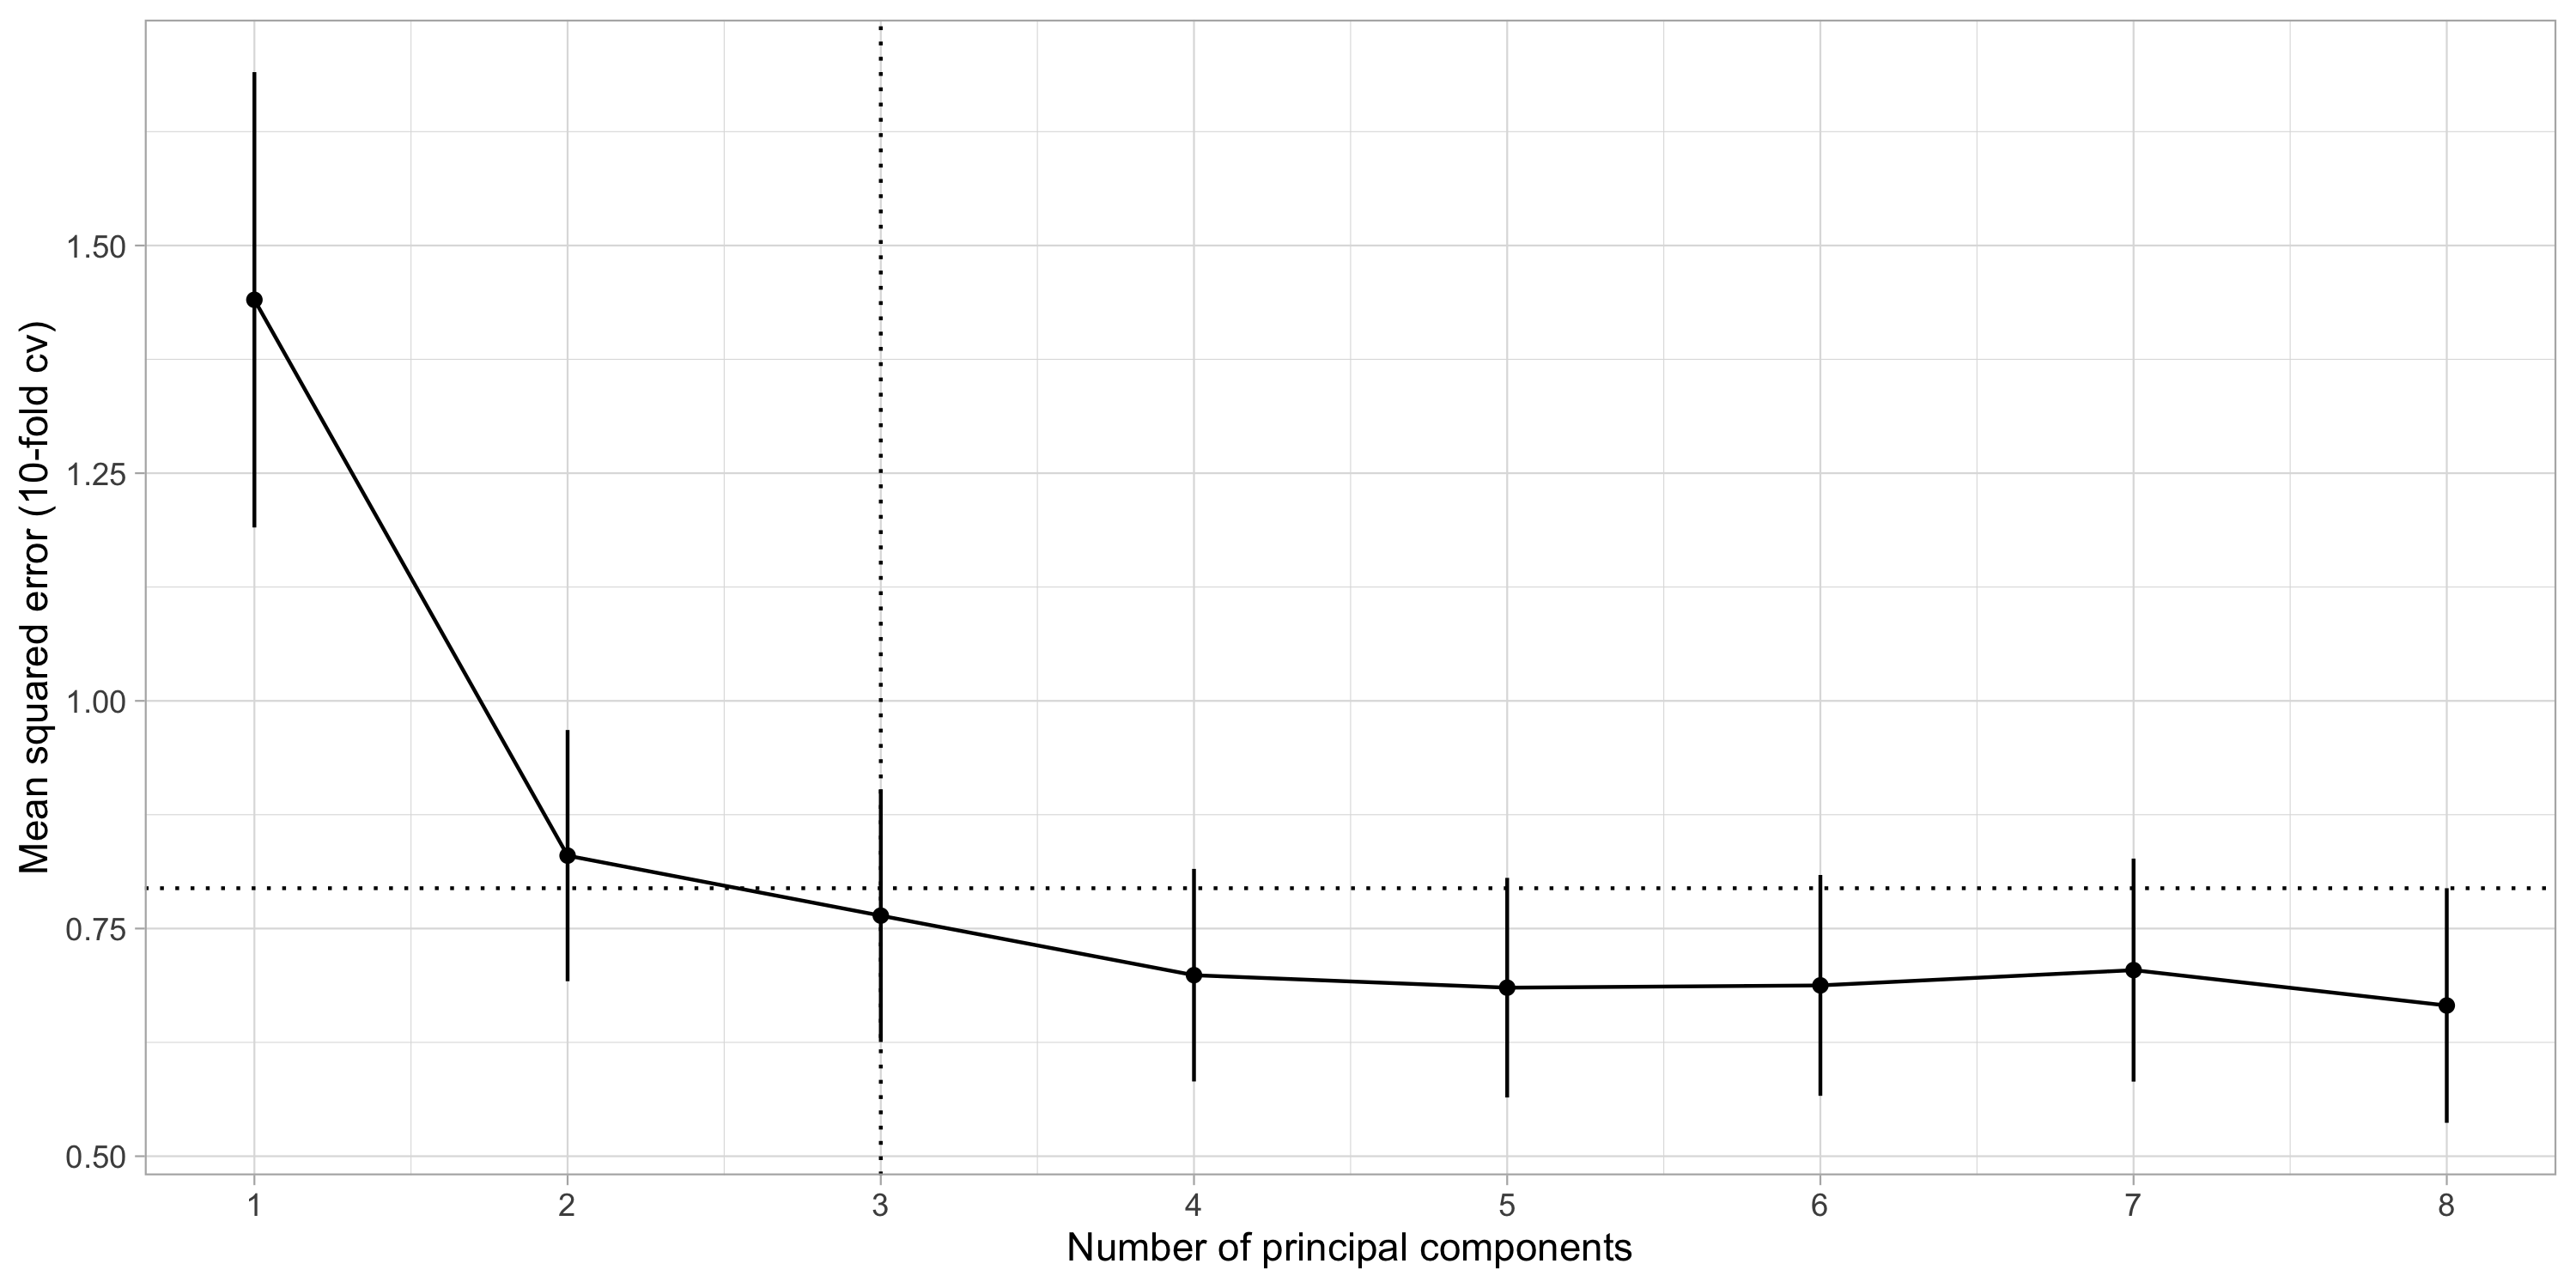 Mean squared error (10-fold cv)
1.50
1.25
1.00
0.75
0.50
1 2 3 4 5 6 7 8
Number of principal components